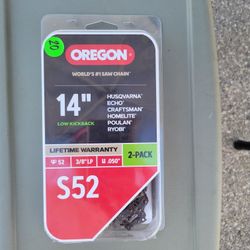 20
OREGON
WORLD'S #1 SAW CHAIN™
14"
LOW KICKBACK
HUSQVARNA®
ECHO®
CRAFTSMAN®
HOMELITE®
POULAN®
RYOBI®
LIFETIME WARRANTY
2-PACK
52
3/8" LP
.050"
S52